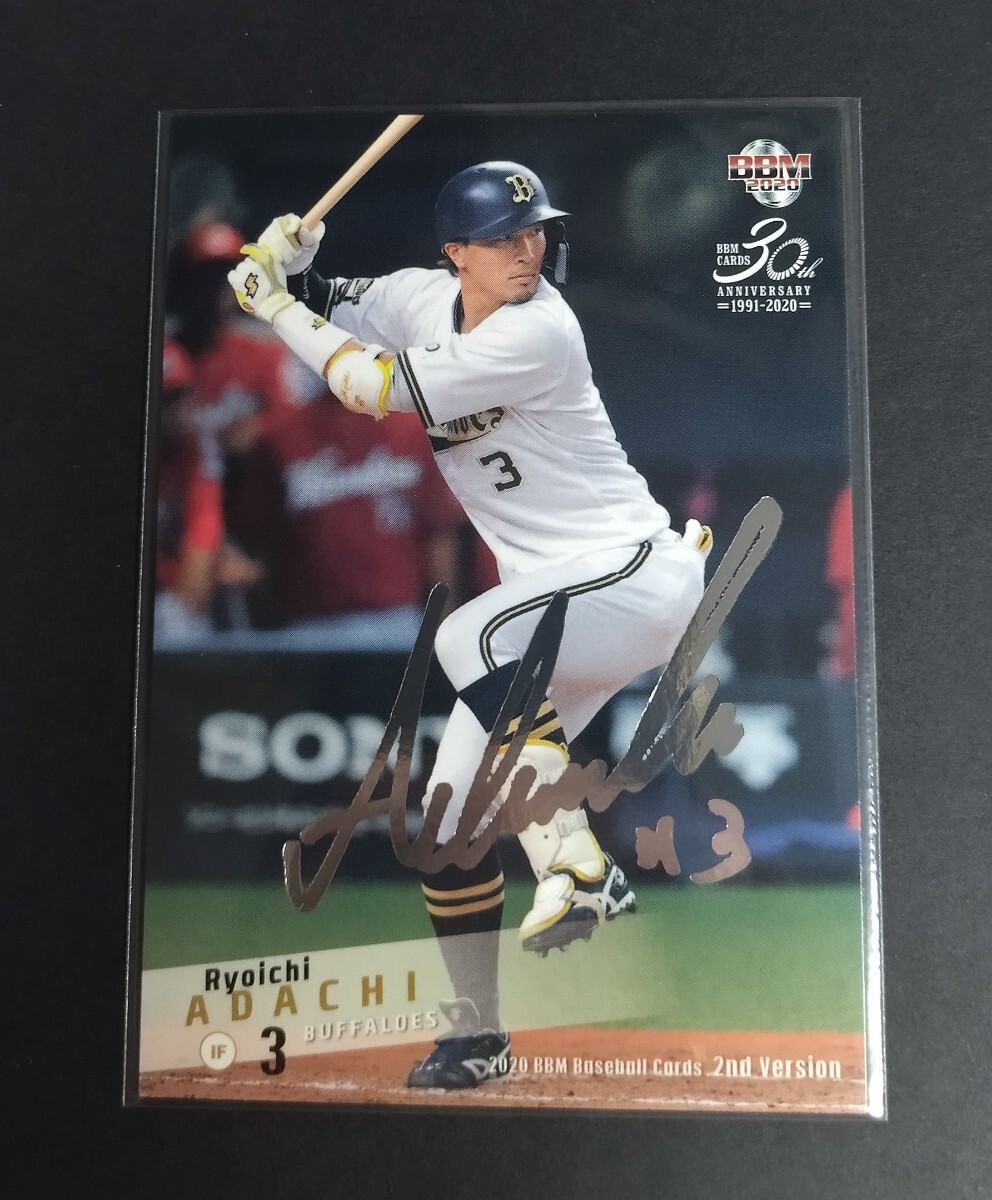 BBM
2020
BBM
CARDS 30th
ANNIVERSARY
=1991-2020=
B
3
SONY
#3
Ryoichi
ADACHI
BUFFALOES
IF 3
2020 BBM Baseball Cards 2nd Version